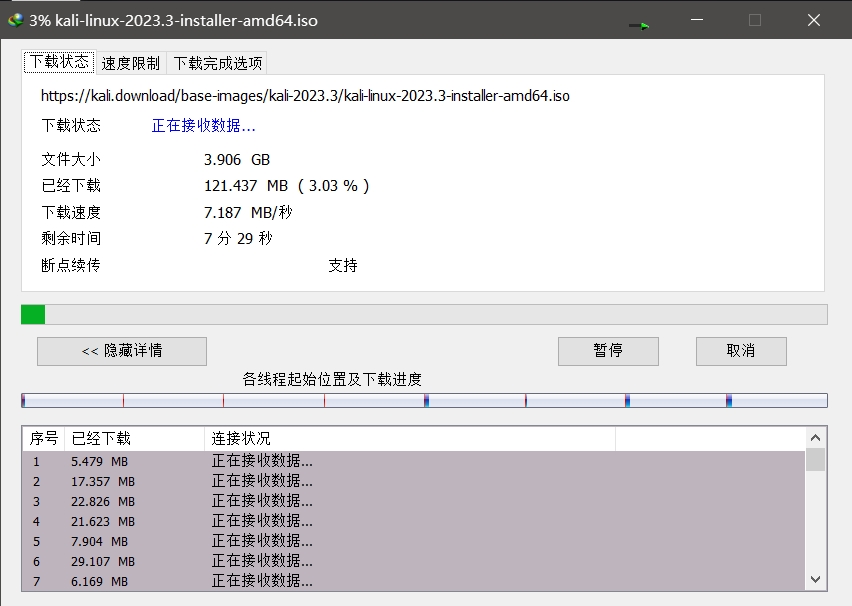 3% kali-linux-2023.3-installer-amd64.iso
下载状态 速度限制 下载完成选项
https://kali.download/base-images/kali-2023.3/kali-linux-2023.3-installer-amd64.iso
下载状态 正在接收数据...
文件大小 3.906 GB
已经下载 121.437 MB ( 3.03 % )
下载速度 7.187 MB/秒
剩余时间 7 分 29 秒
断点续传 支持
<< 隐藏详情 暂停 取消
各线程起始位置及下载进度
序号 已经下载 连接状况
1 5.479 MB 正在接收数据...
2 17.357 MB 正在接收数据...
3 22.826 MB 正在接收数据...
4 21.623 MB 正在接收数据...
5 7.904 MB 正在接收数据...
6 29.107 MB 正在接收数据...
7 6.169 MB 正在接收数据...